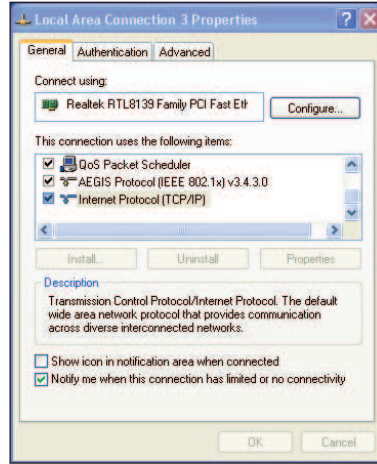 Local Area Connection 3 Properties
General Authentication Advanced
Connect using:
Realtek RTL8139 Family PCI Fast Eth
Configure...
This connection uses the following items:
QoS Packet Scheduler
AEGIS Protocol (IEEE 802.1x) v3.4.3.0
Internet Protocol (TCP/IP)
Install... Uninstall Properties
Description
Transmission Control Protocol/Internet Protocol. The default
wide area network protocol that provides communication
across diverse interconnected networks.
Show icon in notification area when connected
Notify me when this connection has limited or no connectivity
OK Cancel